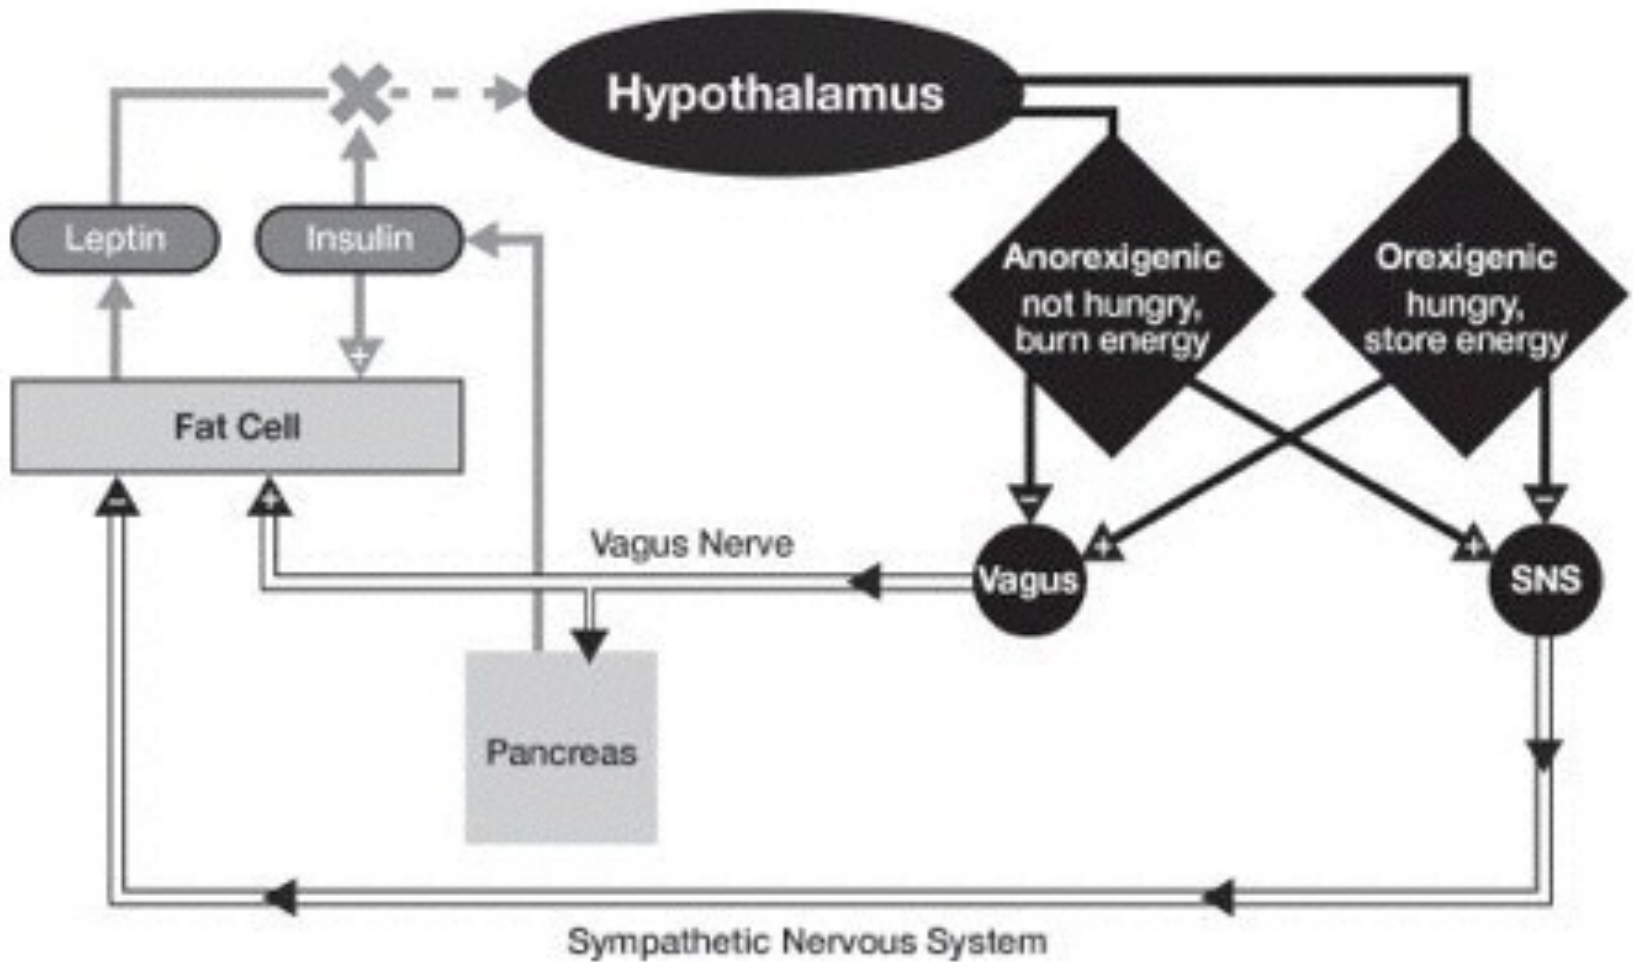 Hypothalamus
Leptin
Insulin
Anorexigenic
not hungry,
burn energy
Orexigenic
hungry,
store energy
+
Fat Cell
-
+
-
+
+
-
Vagus Nerve
Vagus
SNS
Pancreas
Sympathetic Nervous System